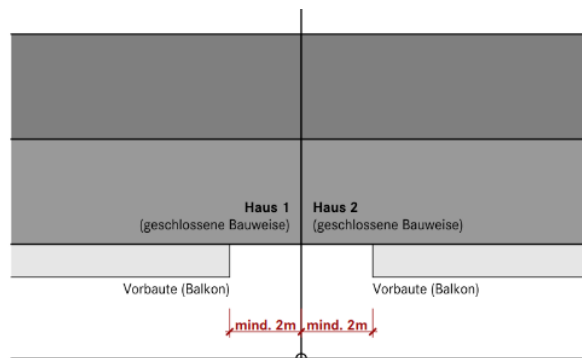 Haus 1
(geschlossene Bauweise)
Haus 2
(geschlossene Bauweise)
Vorbaute (Balkon)
Vorbaute (Balkon)
mind. 2m
mind. 2m